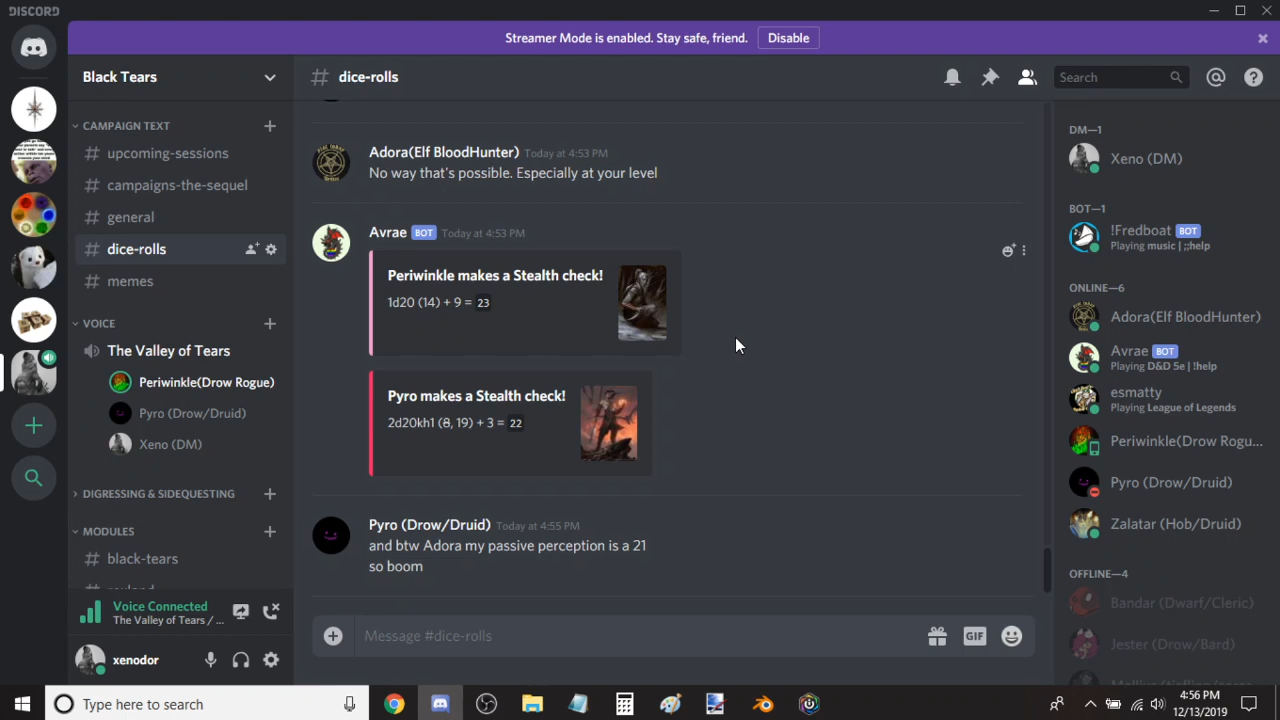 DISCORD
Streamer Mode is enabled. Stay safe, friend.
Disable
Black Tears
# dice-rolls
Search
CAMPAIGN TEXT
# upcoming-sessions
# campaigns-the-sequel
# general
# dice-rolls
# memes
VOICE
The Valley of Tears
Periwinkle(Drow Rogue)
Pyro (Drow/Druid)
Xeno (DM)
DIGRESSING & SIDEQUESTING
MODULES
# black-tears
Voice Connected
The Valley of Tears / ...
xenodor
Adora(Elf BloodHunter) Today at 4:53 PM
No way that's possible. Especially at your level
Avrae BOT Today at 4:53 PM
Periwinkle makes a Stealth check!
1d20 (14) + 9 = 23
Pyro makes a Stealth check!
2d20kh1 (8, 19) + 3 = 22
Pyro (Drow/Druid) Today at 4:55 PM
and btw Adora my passive perception is a 21
so boom
Message #dice-rolls
GIF
DM—1
Xeno (DM)
BOT—1
!Fredboat BOT
Playing music | ;;help
ONLINE—6
Adora(Elf BloodHunter)
Avrae BOT
Playing D&D 5e | !help
esmatty
Playing League of Legends
Periwinkle(Drow Rogu...
Pyro (Drow/Druid)
Zalatar (Hob/Druid)
OFFLINE—4
Bandar (Dwarf/Cleric)
Jester (Drow/Bard)
Type here to search
4:56 PM
12/13/2019